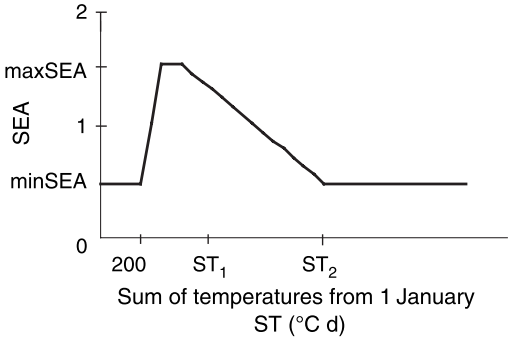 2
maxSEA
SEA
1
minSEA
0
200 ST1 ST2
Sum of temperatures from 1 January
ST (°C d)